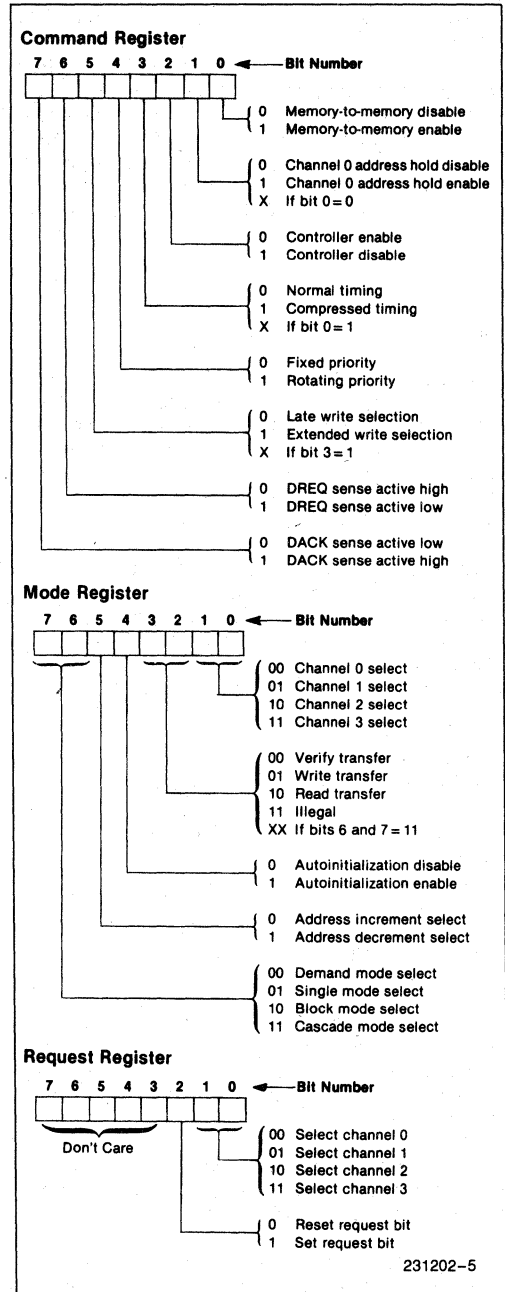 Command Register
7 6 5 4 3 2 1 0 Bit Number
0 Memory-to-memory disable
1 Memory-to-memory enable
0 Channel 0 address hold disable
1 Channel 0 address hold enable
X If bit 0=0
0 Controller enable
1 Controller disable
0 Normal timing
1 Compressed timing
X If bit 0=1
0 Fixed priority
1 Rotating priority
0 Late write selection
1 Extended write selection
X If bit 3=1
0 DREQ sense active high
1 DREQ sense active low
0 DACK sense active low
1 DACK sense active high
Mode Register
7 6 5 4 3 2 1 0 Bit Number
00 Channel 0 select
01 Channel 1 select
10 Channel 2 select
11 Channel 3 select
00 Verify transfer
01 Write transfer
10 Read transfer
11 Illegal
XX If bits 6 and 7=11
0 Autoinitialization disable
1 Autoinitialization enable
0 Address increment select
1 Address decrement select
00 Demand mode select
01 Single mode select
10 Block mode select
11 Cascade mode select
Request Register
7 6 5 4 3 2 1 0 Bit Number
Don't Care
00 Select channel 0
01 Select channel 1
10 Select channel 2
11 Select channel 3
0 Reset request bit
1 Set request bit
231202-5